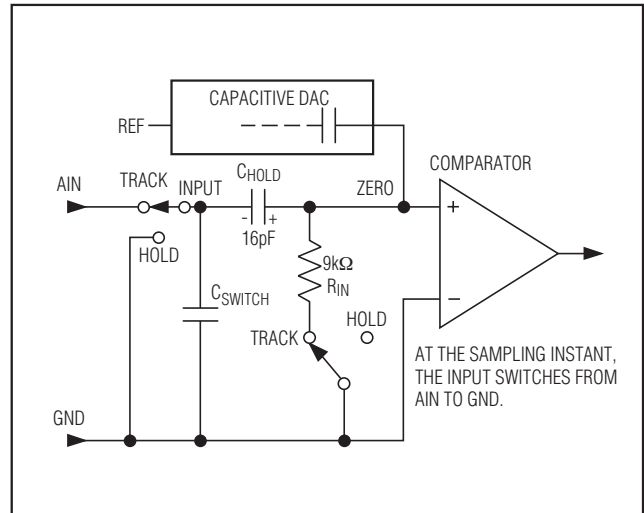 CAPACITIVE DAC
REF
COMPARATOR
AIN
TRACK
INPUT
CHOLD
ZERO
- +
16pF
+
HOLD
9kΩ
RIN
CSWITCH
HOLD
TRACK
−
AT THE SAMPLING INSTANT,
THE INPUT SWITCHES FROM
AIN TO GND.
GND